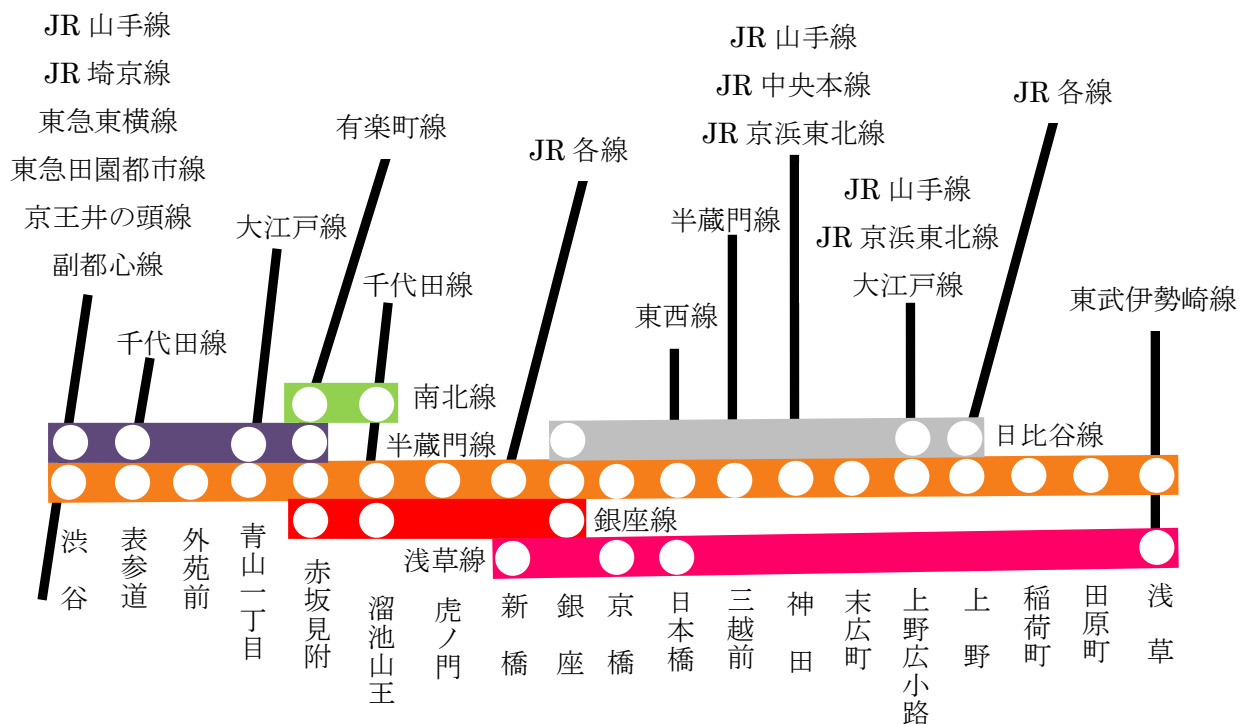 JR 山手線
JR 埼京線
東急東横線
東急田園都市線
京王井の頭線
副都心線
千代田線
大江戸線
有楽町線
千代田線
JR 各線
東西線
半蔵門線
JR 山手線
JR 中央本線
JR 京浜東北線
JR 山手線
JR 京浜東北線
大江戸線
JR 各線
東武伊勢崎線
南北線
半蔵門線
日比谷線
銀座線
浅草線
渋谷
表参道
外苑前
青山一丁目
赤坂見附
溜池山王
虎ノ門
新橋
銀座
京橋
日本橋
三越前
神田
末広町
上野広小路
上野
稲荷町
田原町
浅草